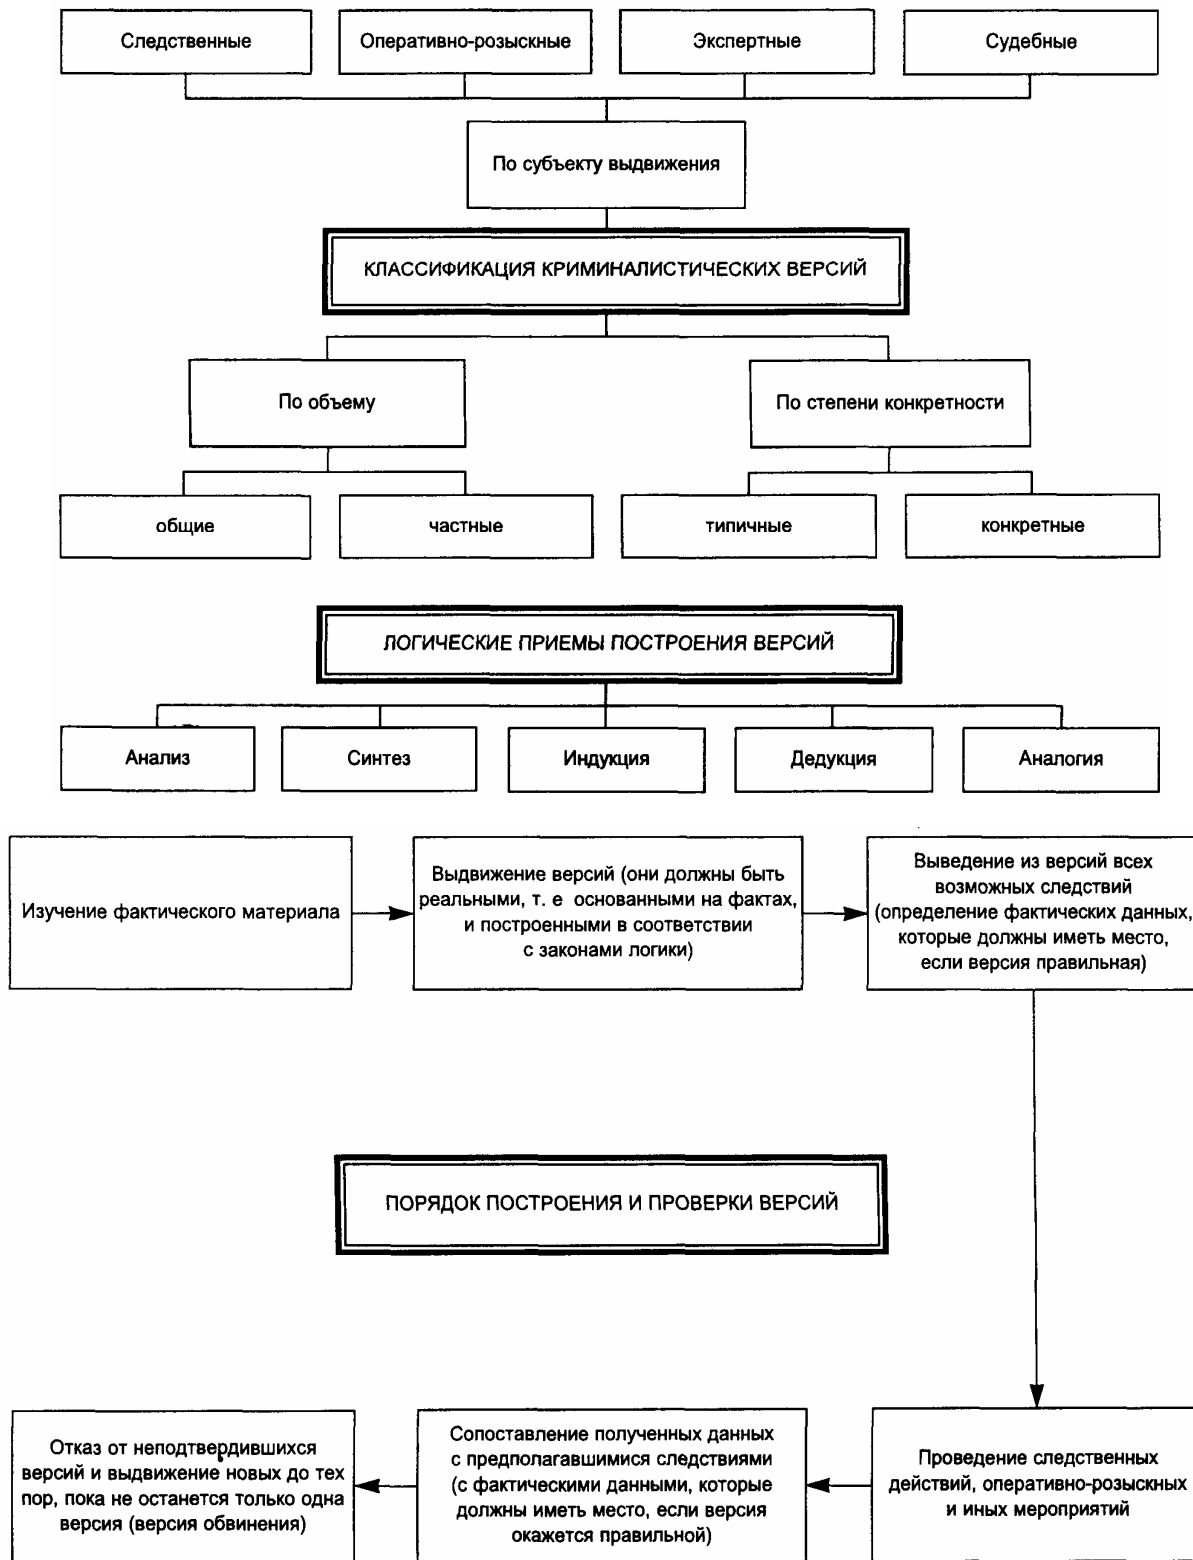 Следственные
Оперативно-розыскные
Экспертные
Судебные
По субъекту выдвижения
КЛАССИФИКАЦИЯ КРИМИНАЛИСТИЧЕСКИХ ВЕРСИЙ
По объему
По степени конкретности
общие
частные
типичные
конкретные
ЛОГИЧЕСКИЕ ПРИЕМЫ ПОСТРОЕНИЯ ВЕРСИЙ
Анализ
Синтез
Индукция
Дедукция
Аналогия
Изучение фактического материала
Выдвижение версий (они должны быть
реальными, т. е основанными на фактах,
и построенными в соответствии
с законами логики)
Выведение из версий всех
возможных следствий
(определение фактических данных,
которые должны иметь место,
если версия правильная)
ПОРЯДОК ПОСТРОЕНИЯ И ПРОВЕРКИ ВЕРСИЙ
Отказ от неподтвердившихся
версий и выдвижение новых до тех
пор, пока не останется только одна
версия (версия обвинения)
Сопоставление полученных данных
с предполагавшимися следствиями
(с фактическими данными, которые
должны иметь место, если версия
окажется правильной)
Проведение следственных
действий, оперативно-розыскных
и иных мероприятий